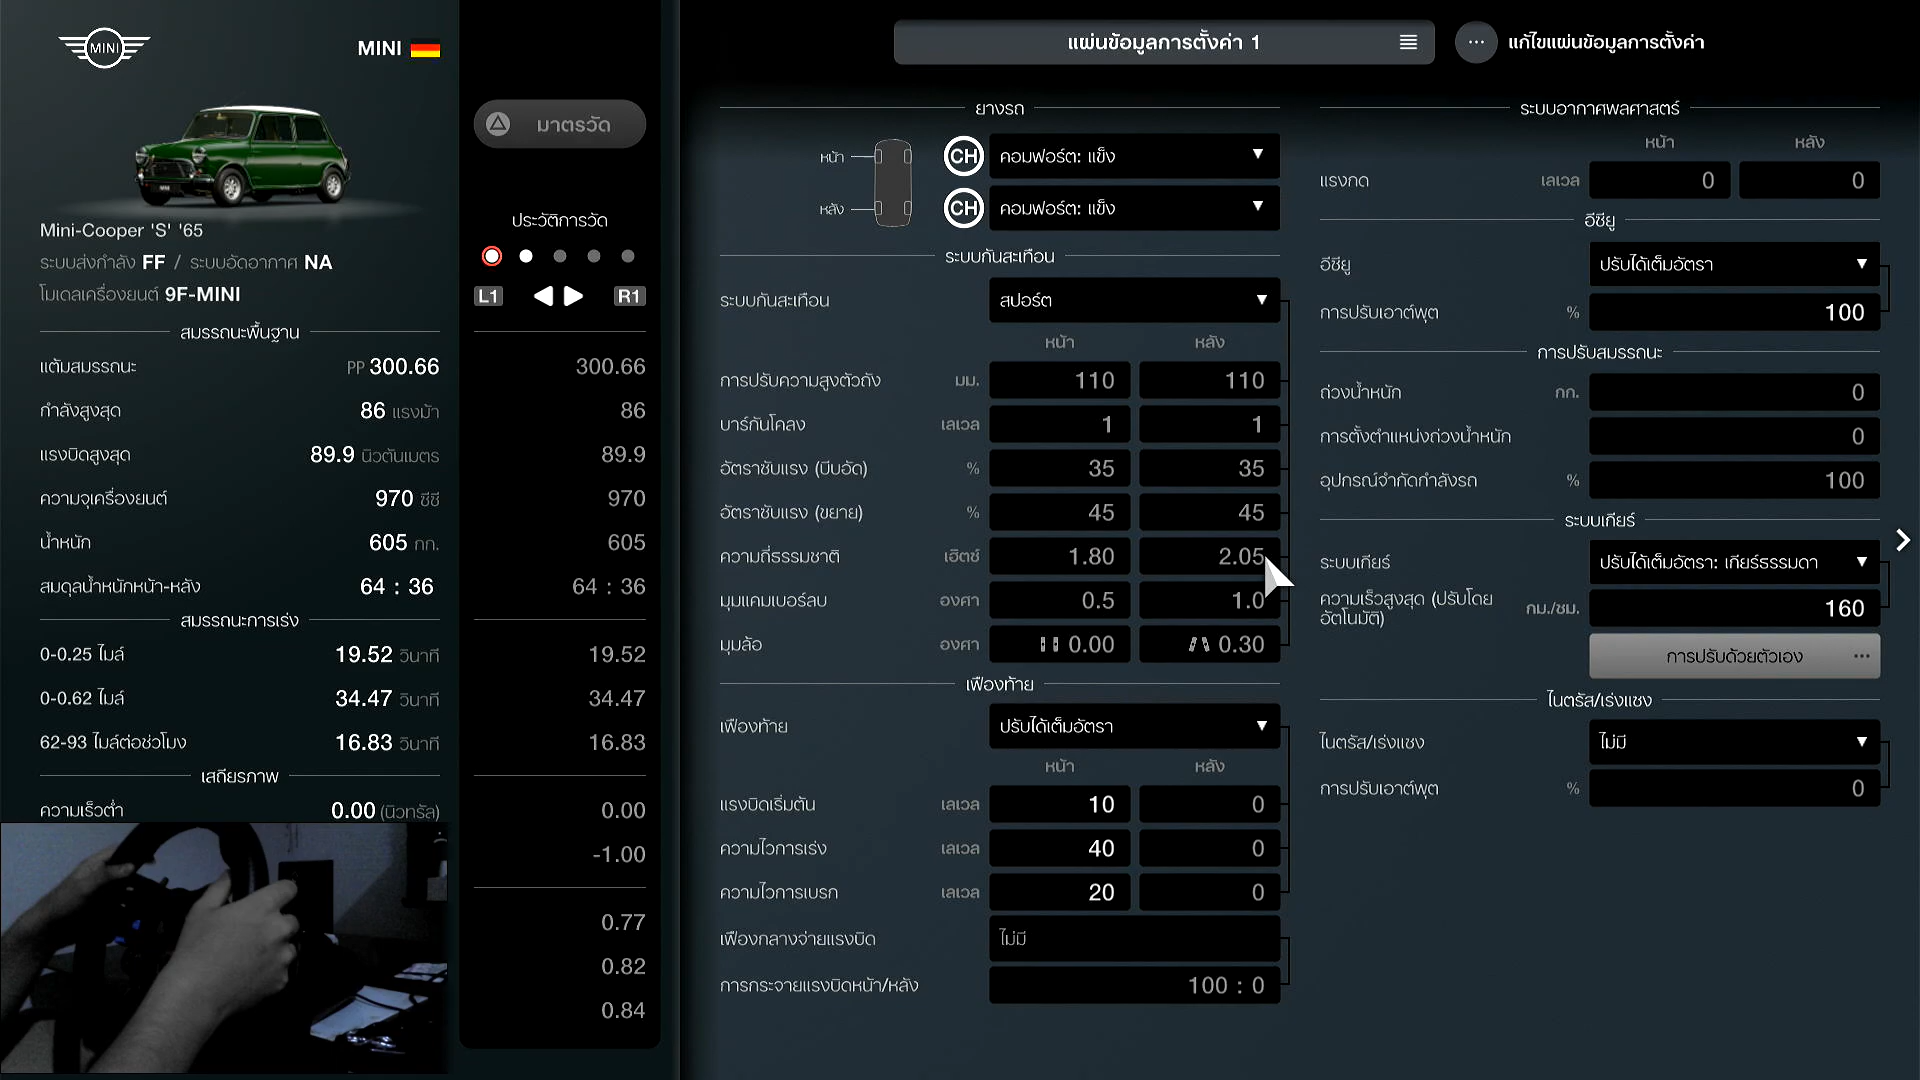 MINI
MINI
Mini-Cooper 'S' '65
ระบบส่งกำลัง FF / ระบบอัดอากาศ NA
โมเดลเครื่องยนต์ 9F-MINI
สมรรถนะพื้นฐาน
แต้มสมรรถนะ PP 300.66
กำลังสูงสุด 86 แรงม้า
แรงบิดสูงสุด 89.9 นิวตันเมตร
ความจุเครื่องยนต์ 970 ซีซี
น้ำหนัก 605 กก.
สมดุลน้ำหนักหน้า-หลัง 64 : 36
สมรรถนะการเร่ง
0-0.25 ไมล์ 19.52 วินาที
0-0.62 ไมล์ 34.47 วินาที
62-93 ไมล์ต่อชั่วโมง 16.83 วินาที
เสถียรภาพ
ความเร็วต่ำ 0.00 (นิวทรัล)
มาตรวัด
ประวัติการวัด
L1 R1
300.66
86
89.9
970
605
64 : 36
19.52
34.47
16.83
0.00
-1.00
0.77
0.82
0.84
แผ่นข้อมูลการตั้งค่า 1
... แก้ไขแผ่นข้อมูลการตั้งค่า
ยางรถ
หน้า CH คอมฟอร์ต: แข็ง
หลัง CH คอมฟอร์ต: แข็ง
ระบบกันสะเทือน
ระบบกันสะเทือน สปอร์ต
หน้า หลัง
การปรับความสูงตัวถัง มม. 110 110
บาร์กันโคลง เลเวล 1 1
อัตราซับแรง (บีบอัด) % 35 35
อัตราซับแรง (ขยาย) % 45 45
ความถี่ธรรมชาติ เฮิตซ์ 1.80 2.05
มุมแคมเบอร์ลบ องศา 0.5 1.0
มุมล้อ องศา 0.00 0.30
เฟืองท้าย
เฟืองท้าย ปรับได้เต็มอัตรา
หน้า หลัง
แรงบิดเริ่มต้น เลเวล 10 0
ความไวการเร่ง เลเวล 40 0
ความไวการเบรก เลเวล 20 0
เฟืองกลางจ่ายแรงบิด ไม่มี
การกระจายแรงบิดหน้า/หลัง 100 : 0
ระบบอากาศพลศาสตร์
หน้า หลัง
แรงกด เลเวล 0 0
อีซียู
อีซียู ปรับได้เต็มอัตรา
การปรับเอาต์พุต % 100
การปรับสมรรถนะ
ถ่วงน้ำหนัก กก. 0
การตั้งตำแหน่งถ่วงน้ำหนัก 0
อุปกรณ์จำกัดกำลังรถ % 100
ระบบเกียร์
ระบบเกียร์ ปรับได้เต็มอัตรา: เกียร์ธรรมดา
ความเร็วสูงสุด (ปรับโดย
อัตโนมัติ) กม./ชม. 160
การปรับด้วยตัวเอง ...
ไนตรัส/เร่งแซง
ไนตรัส/เร่งแซง ไม่มี
การปรับเอาต์พุต % 0